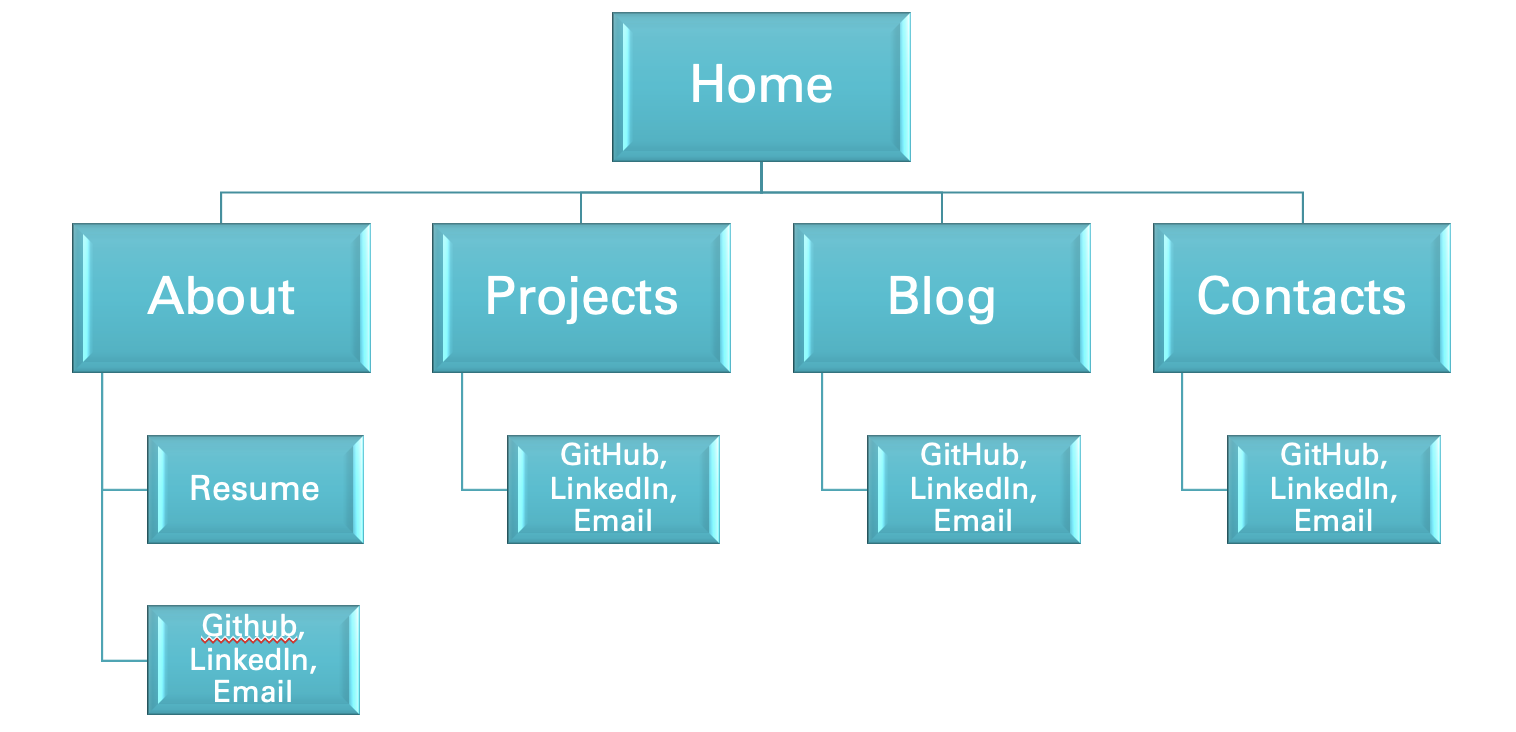 Home
About
Projects
Blog
Contacts
Resume
GitHub,
LinkedIn,
Email
GitHub,
LinkedIn,
Email
GitHub,
LinkedIn,
Email
Github,
LinkedIn,
Email